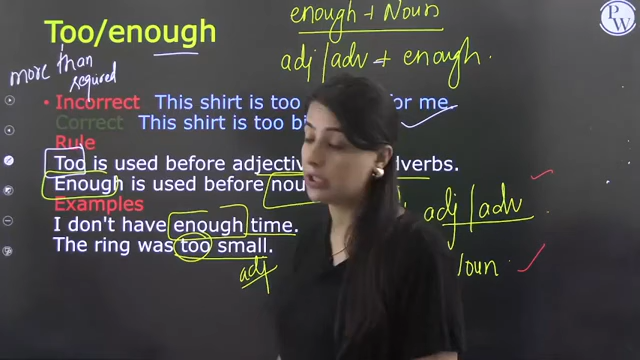 Too/enough
enough + Noun
adj/adv + enough.
more than required
PW
• Incorrect This shirt is too for me.
Correct This shirt is too bi
Rule
Too is used before adjectiv verbs.
Enough is used before nou
adj/adv
Examples
I don't have enough time.
The ring was too small.
adj
oun